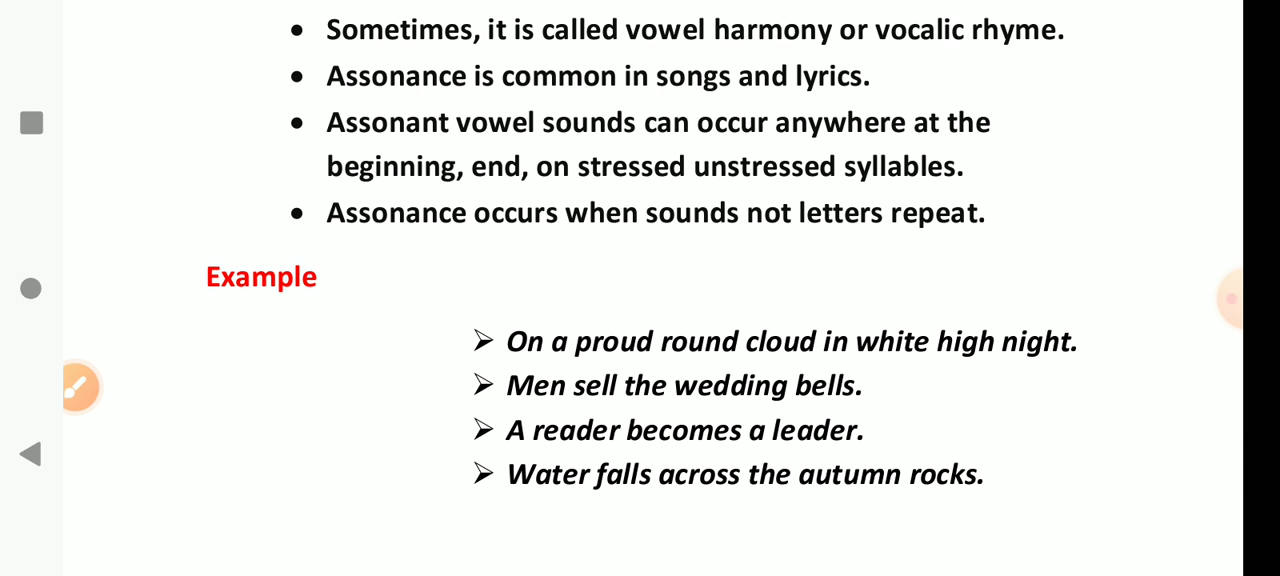 • Sometimes, it is called vowel harmony or vocalic rhyme.
• Assonance is common in songs and lyrics.
• Assonant vowel sounds can occur anywhere at the
beginning, end, on stressed unstressed syllables.
• Assonance occurs when sounds not letters repeat.
Example
➢ On a proud round cloud in white high night.
➢ Men sell the wedding bells.
➢ A reader becomes a leader.
➢ Water falls across the autumn rocks.